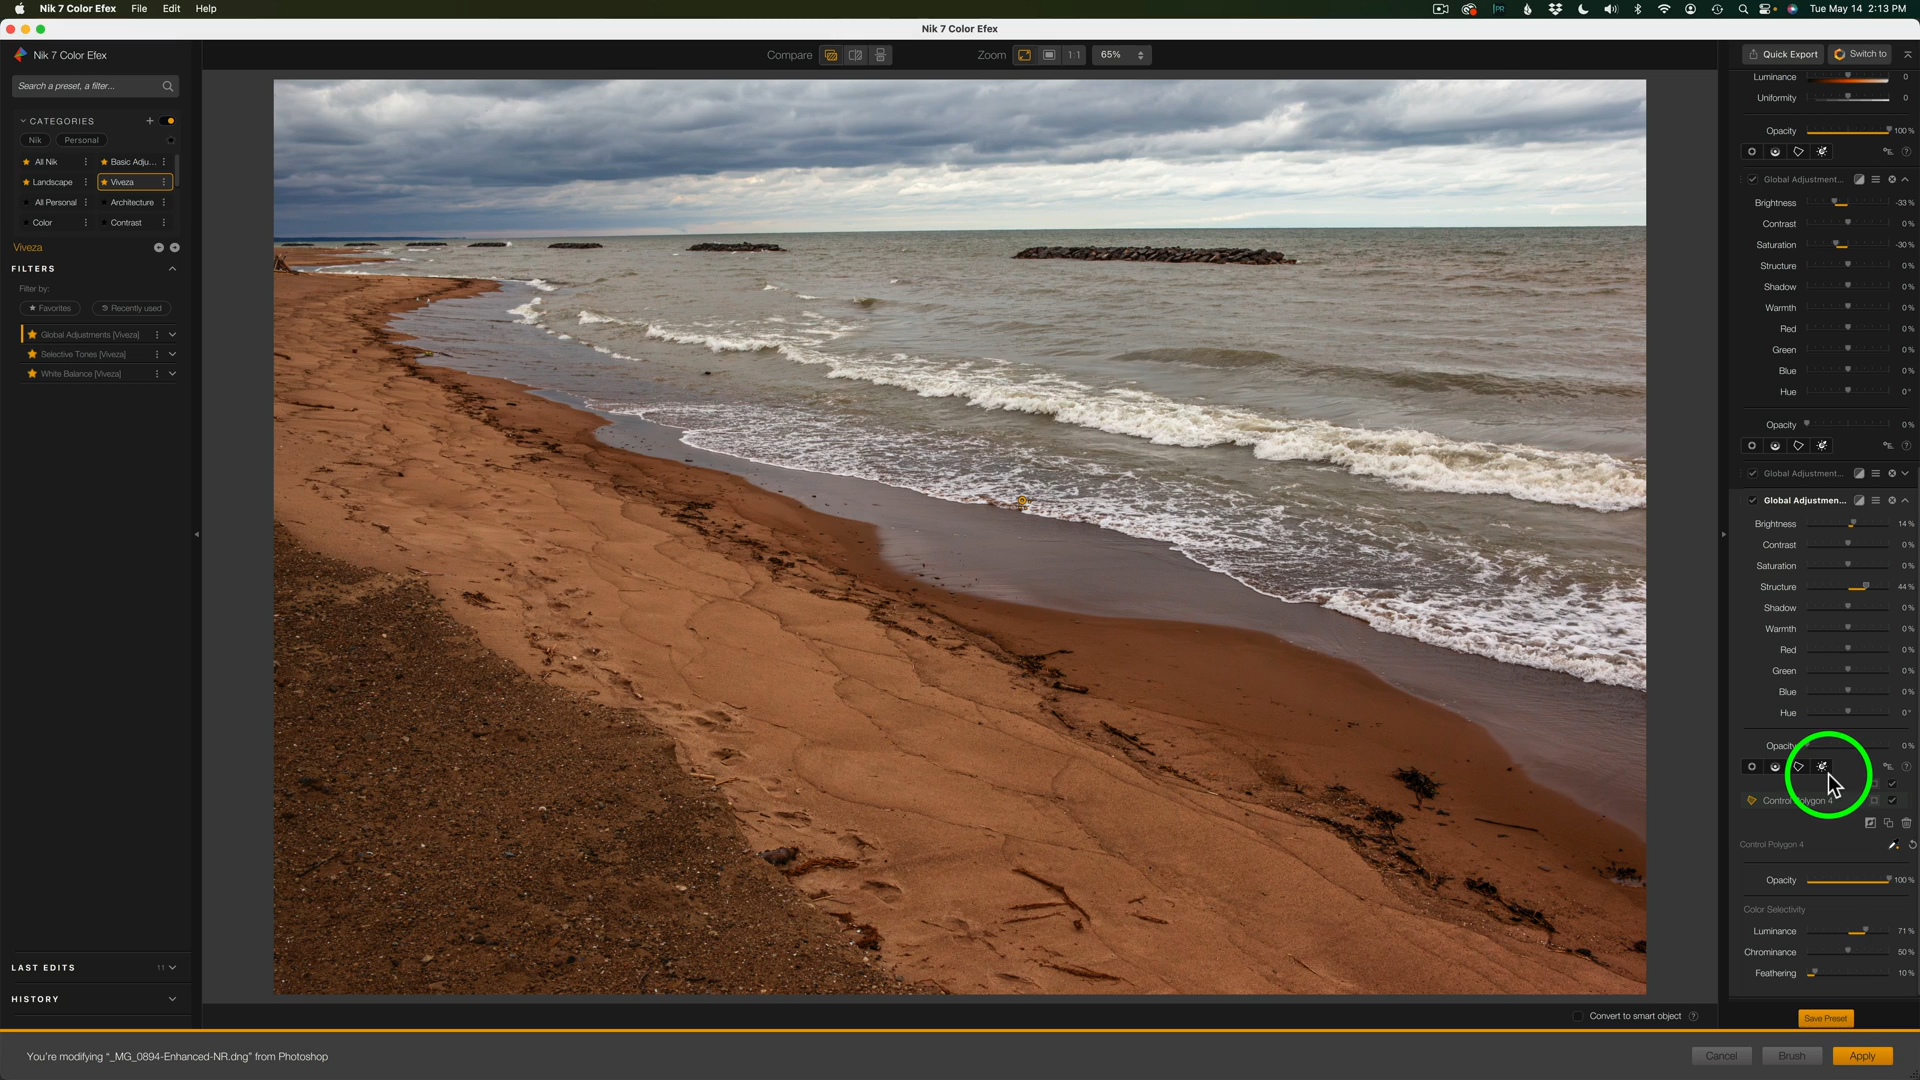 Nik 7 Color Efex File Edit Help
Tue May 14 2:13 PM
Nik 7 Color Efex
Nik 7 Color Efex
Compare
Zoom 1:1 65%
Quick Export Switch to
Search a preset, a filter...
CATEGORIES
Nik Personal
All Nik Basic Adju...
Landscape Viveza
All Personal Architecture
Color Contrast
Viveza
FILTERS
Filter by:
Favorites Recently used
Global Adjustments [Viveza]
Selective Tones [Viveza]
White Balance [Viveza]
LAST EDITS 11
HISTORY
Luminance 0
Uniformity 0
Opacity 100%
Global Adjustment...
Brightness -33%
Contrast 0%
Saturation -30%
Structure 0%
Shadow 0%
Warmth 0%
Red 0%
Green 0%
Blue 0%
Hue 0°
Opacity 0%
Global Adjustment...
Global Adjustmen...
Brightness 14%
Contrast 0%
Saturation 0%
Structure 44%
Shadow 0%
Warmth 0%
Red 0%
Green 0%
Blue 0%
Hue 0°
Opacity 0%
Control Polygon 4
Control Polygon 4
Opacity 100%
Color Selectivity
Luminance 71%
Chrominance 50%
Feathering 10%
Convert to smart object
Save Preset
You're modifying "_MG_0894-Enhanced-NR.dng" from Photoshop
Cancel Brush Apply